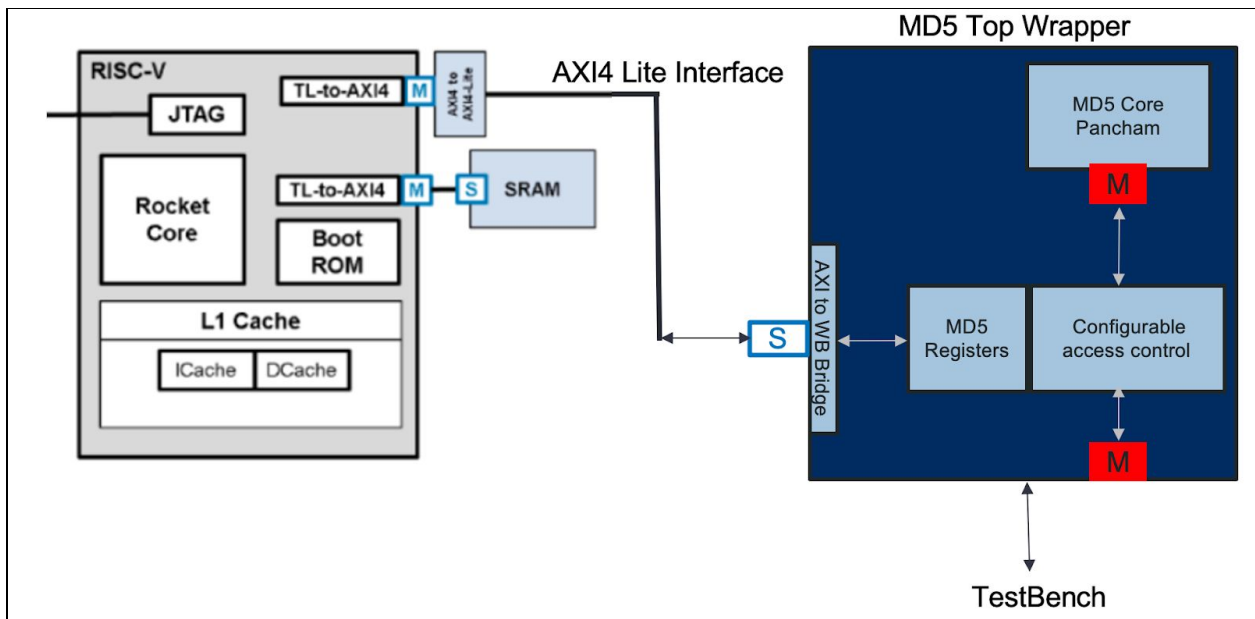 MD5 Top Wrapper
RISC-V
TL-to-AXI4
M
AXI4 to
AXI4-Lite
AXI4 Lite Interface
JTAG
MD5 Core
Pancham
M
TL-to-AXI4
M
S
SRAM
Rocket
Core
Boot
ROM
L1 Cache
ICache
DCache
S
AXI to WB Bridge
MD5
Registers
Configurable
access control
M
TestBench